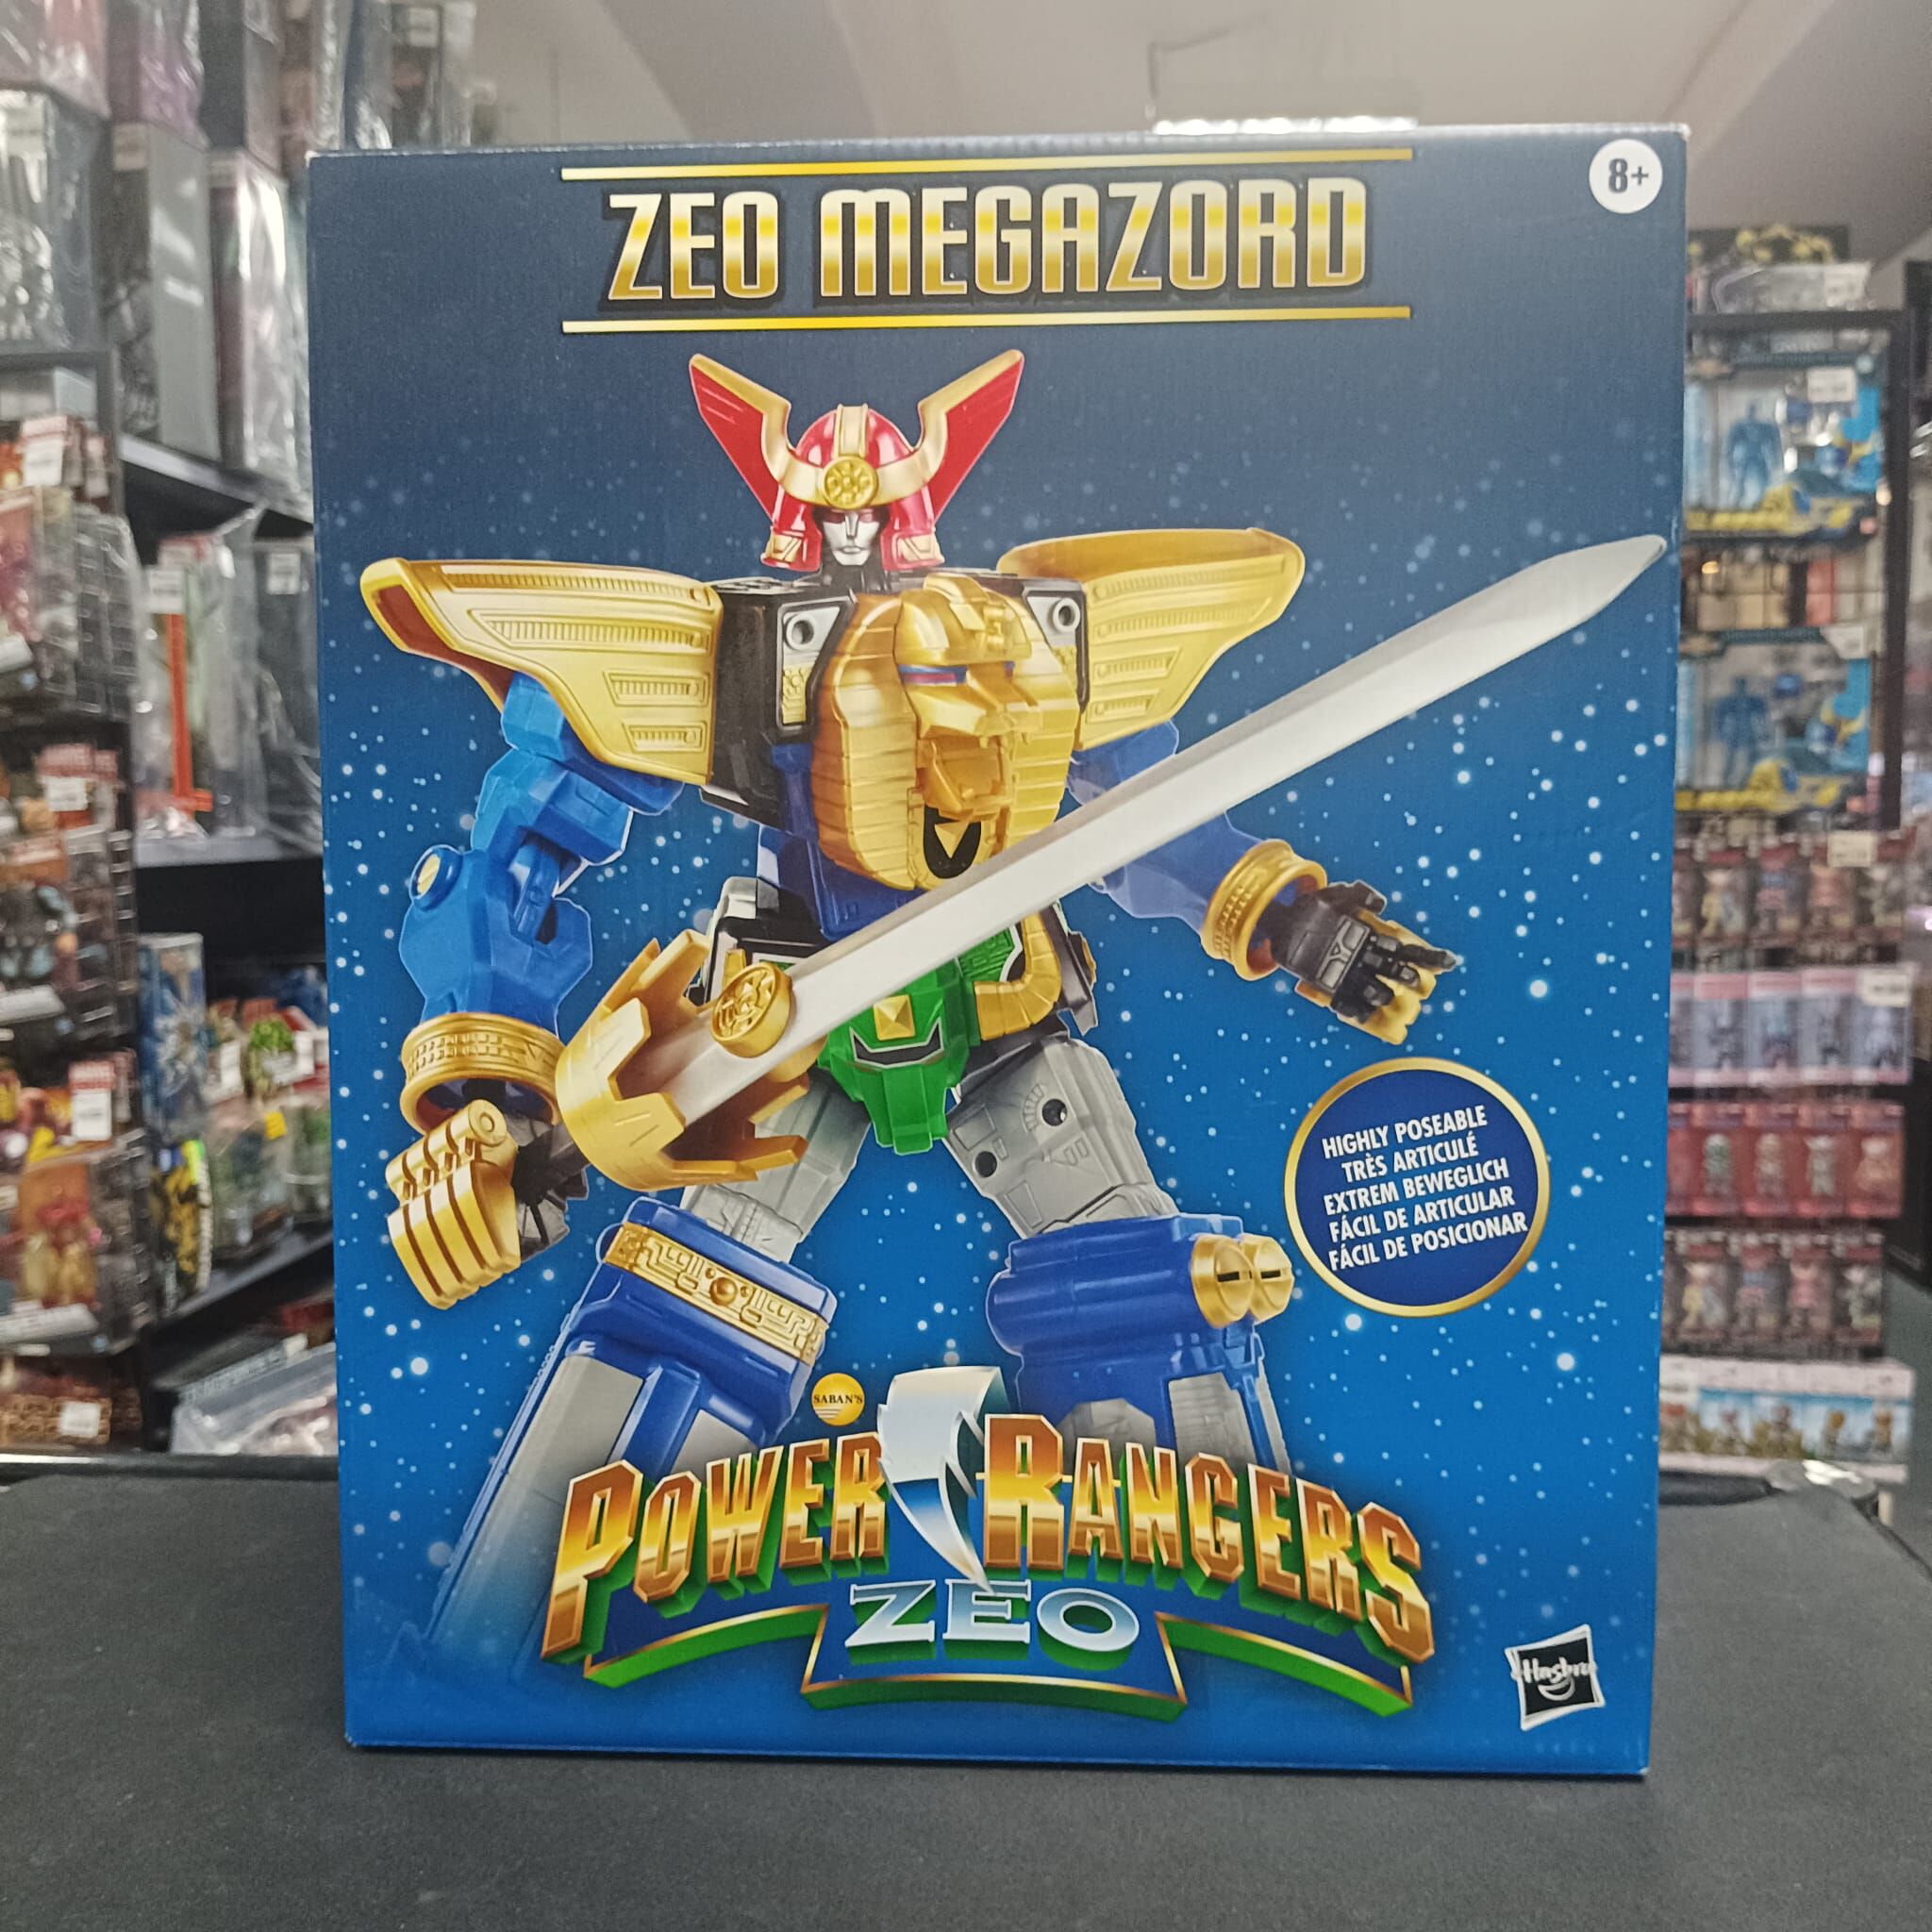 ZEO MEGAZORD
8+
HIGHLY POSEABLE
TRÈS ARTICULÉ
EXTREM BEWEGLICH
FÁCIL DE ARTICULAR
FÁCIL DE POSICIONAR
SABAN'S
POWER RANGERS
ZEO
Hasbro